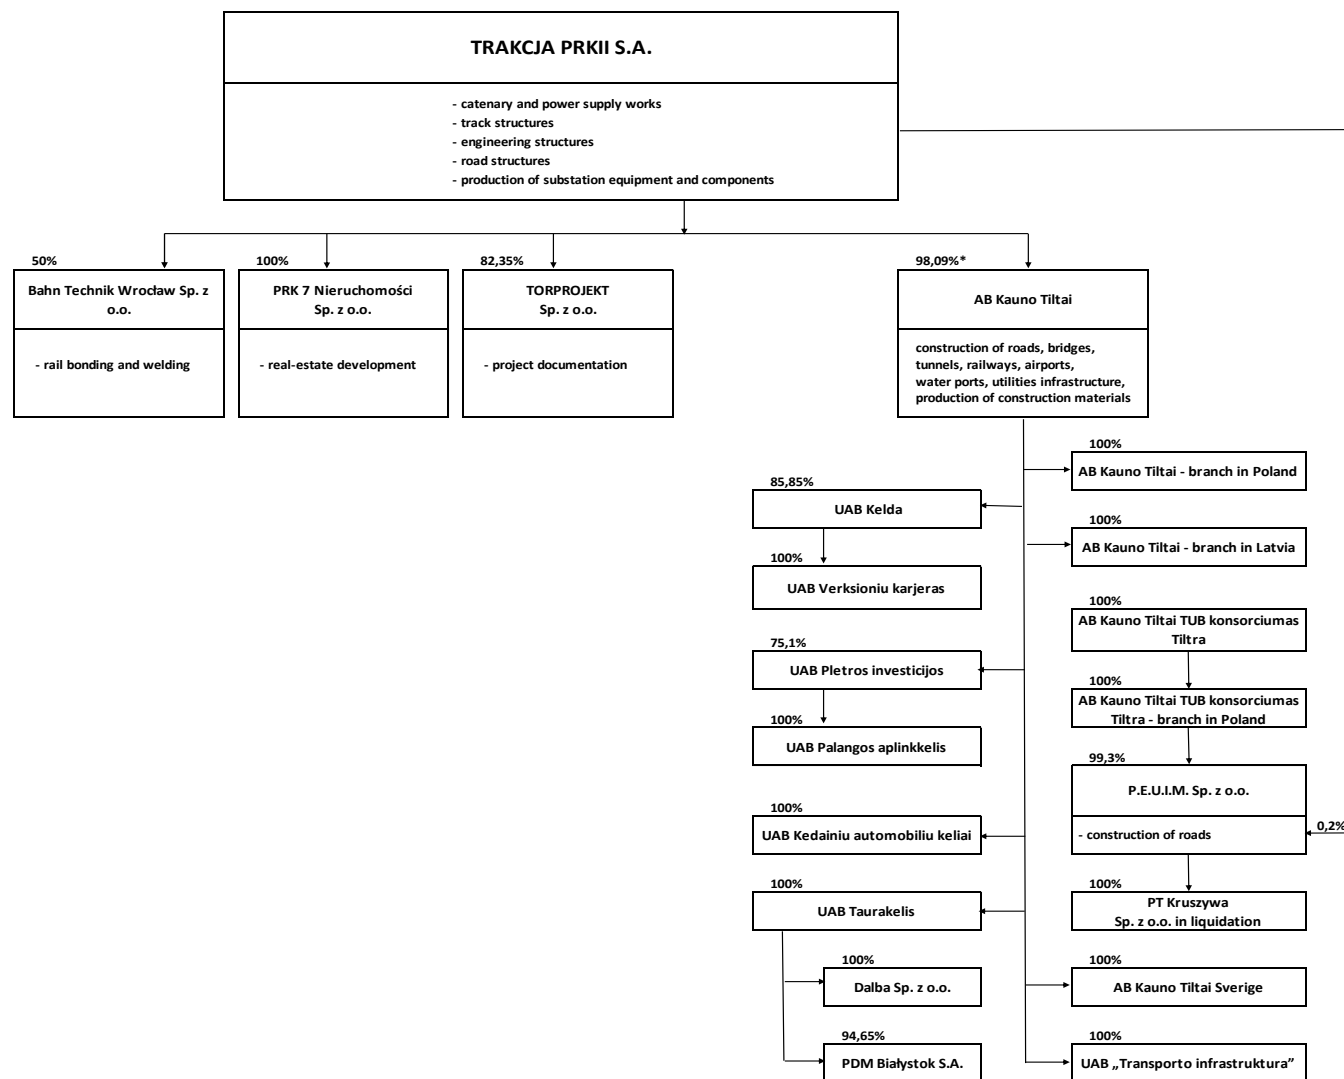 TRAKCJA PRKII S.A.
- catenary and power supply works
- track structures
- engineering structures
- road structures
- production of substation equipment and components
50%
Bahn Technik Wrocław Sp. z
o.o.
- rail bonding and welding
100%
PRK 7 Nieruchomości
Sp. z o.o.
- real-estate development
82,35%
TORPROJEKT
Sp. z o.o.
- project documentation
98,09%*
AB Kauno Tiltai
construction of roads, bridges,
tunnels, railways, airports,
water ports, utilities infrastructure,
production of construction materials
85,85%
UAB Kelda
100%
UAB Verksioniu karjeras
75,1%
UAB Pletros investicijos
100%
UAB Palangos aplinkkelis
100%
UAB Kedainiu automobiliu keliai
100%
UAB Taurakelis
100%
Dalba Sp. z o.o.
94,65%
PDM Białystok S.A.
100%
AB Kauno Tiltai - branch in Poland
100%
AB Kauno Tiltai - branch in Latvia
100%
AB Kauno Tiltai TUB konsorciumas
Tiltra
100%
AB Kauno Tiltai TUB konsorciumas
Tiltra - branch in Poland
99,3%
P.E.U.I.M. Sp. z o.o.
- construction of roads
0,2%
100%
PT Kruszywa
Sp. z o.o. in liquidation
100%
AB Kauno Tiltai Sverige
100%
UAB „Transporto infrastruktura”